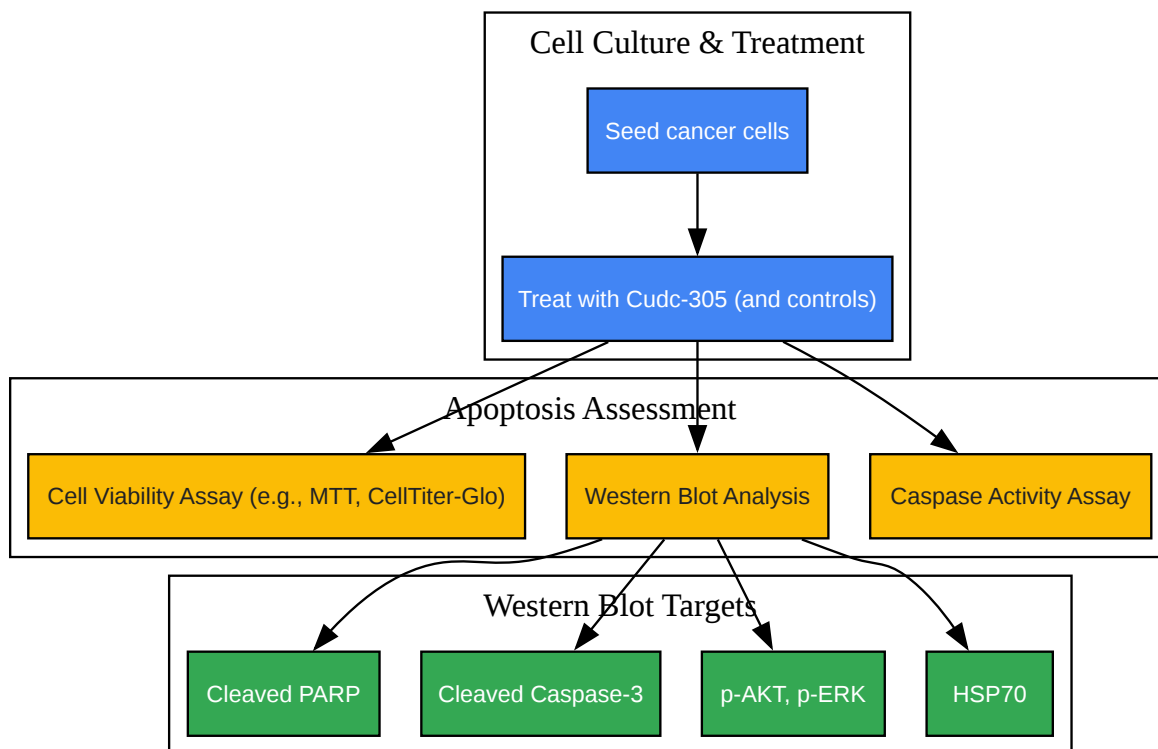 Cell Culture & Treatment
Seed cancer cells
Treat with Cudc-305 (and controls)
Apoptosis Assessment
Cell Viability Assay (e.g., MTT, CellTiter-Glo)
Western Blot Analysis
Caspase Activity Assay
Western Blot Targets
Cleaved PARP
Cleaved Caspase-3
p-AKT, p-ERK
HSP70